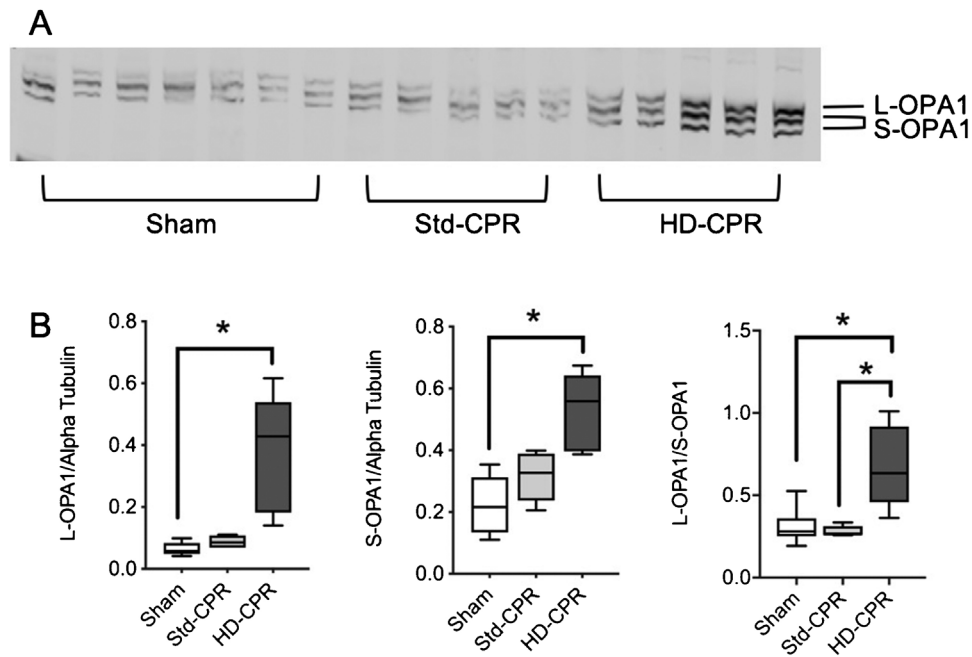 A
L-OPA1
S-OPA1
Sham
Std-CPR
HD-CPR
B
L-OPA1/Alpha Tubulin
0.8
0.6
0.4
0.2
0.0
*
Sham
Std-CPR
HD-CPR
S-OPA1/Alpha Tubulin
0.8
0.6
0.4
0.2
0.0
*
Sham
Std-CPR
HD-CPR
L-OPA1/S-OPA1
1.5
1.0
0.5
0.0
*
*
Sham
Std-CPR
HD-CPR